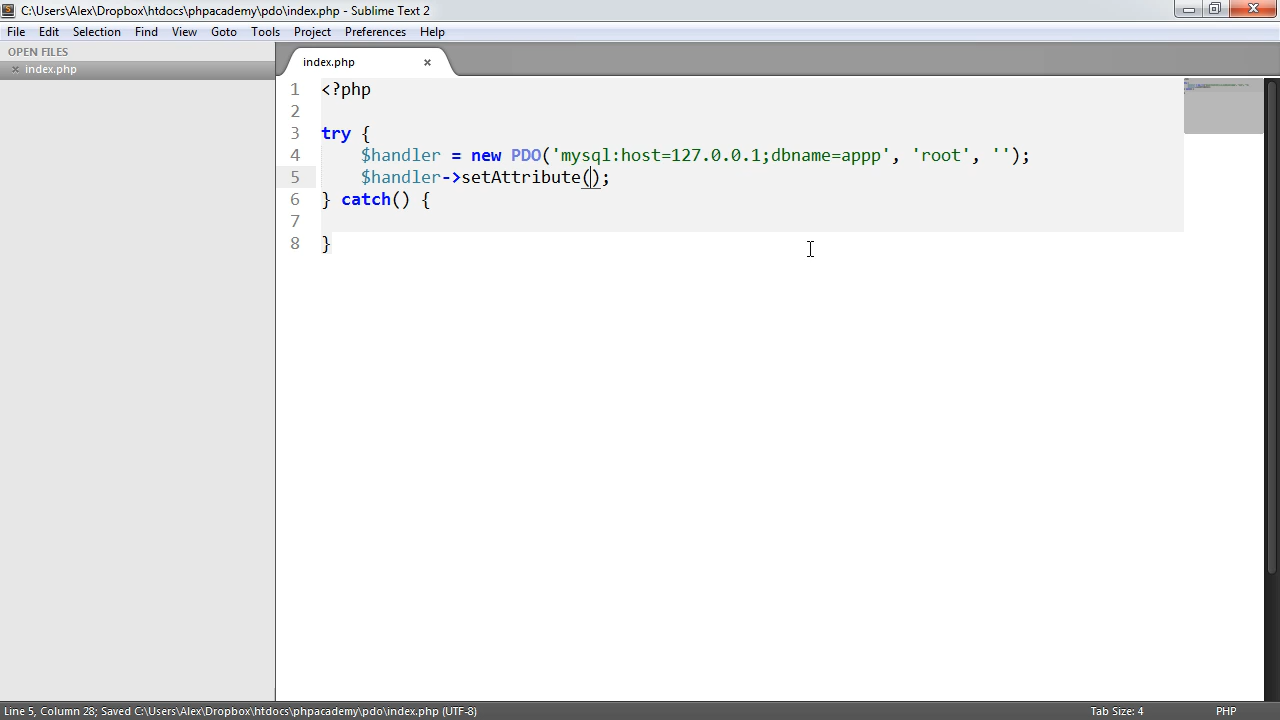 C:\Users\Alex\Dropbox\htdocs\phpacademy\pdo\index.php - Sublime Text 2
File Edit Selection Find View Goto Tools Project Preferences Help
OPEN FILES
index.php
index.php
1 <?php
2
3 try {
4 $handler = new PDO('mysql:host=127.0.0.1;dbname=appp', 'root', '');
5 $handler->setAttribute();
6 } catch() {
7
8 }
Line 5, Column 28; Saved C:\Users\Alex\Dropbox\htdocs\phpacademy\pdo\index.php (UTF-8) Tab Size: 4 PHP